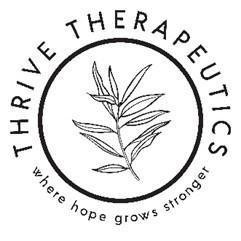 THRIVE THERAPEUTICS
where hope grows stronger